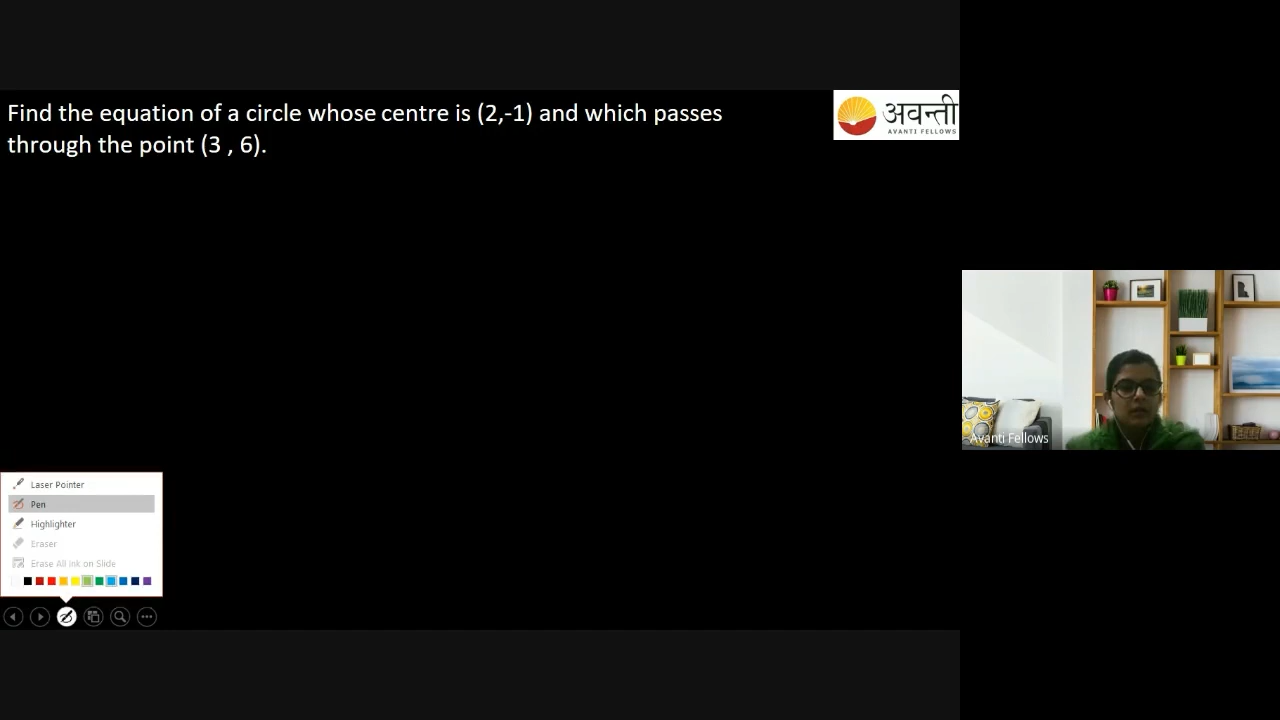 Find the equation of a circle whose centre is (2,-1) and which passes
through the point (3 , 6).
अवन्ती
AVANTI FELLOWS
Avanti Fellows
Laser Pointer
Pen
Highlighter
Eraser
Erase All Ink on Slide